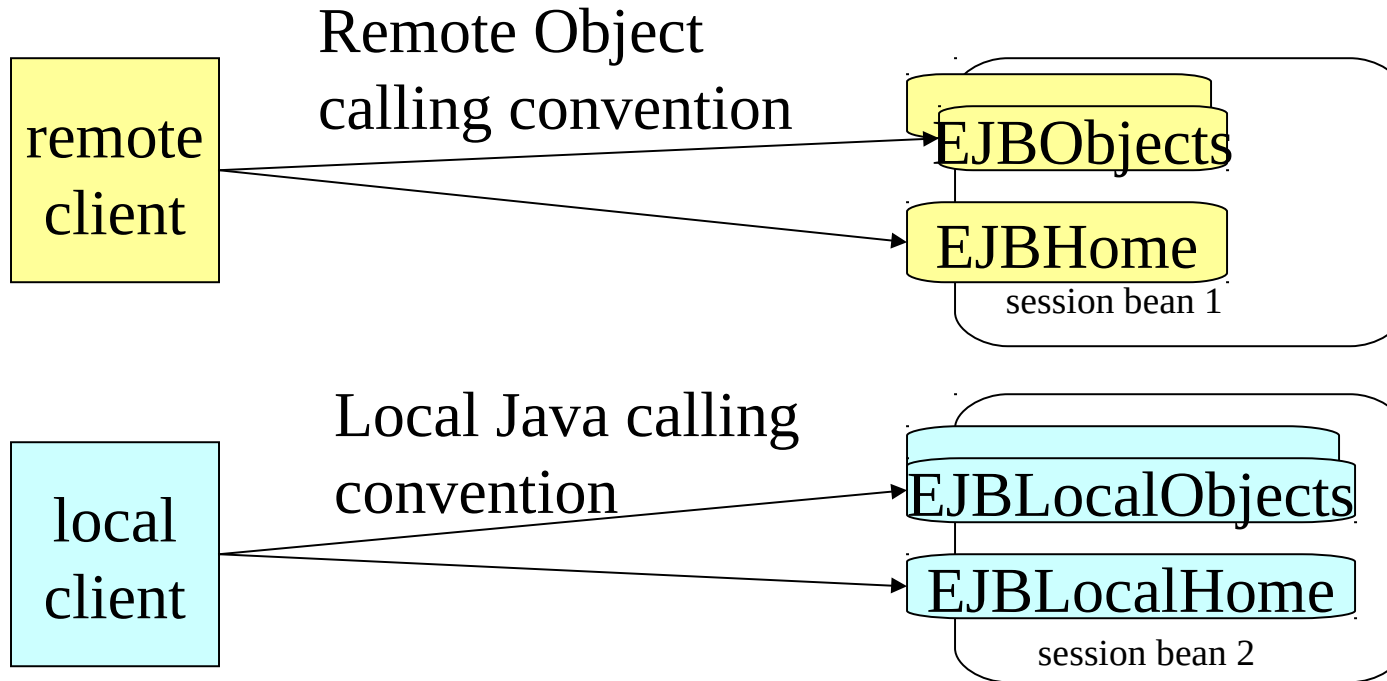 Remote Object
calling convention
remote
client
EJBObjects
EJBHome
session bean 1
Local Java calling
convention
local
client
EJBLocalObjects
EJBLocalHome
session bean 2